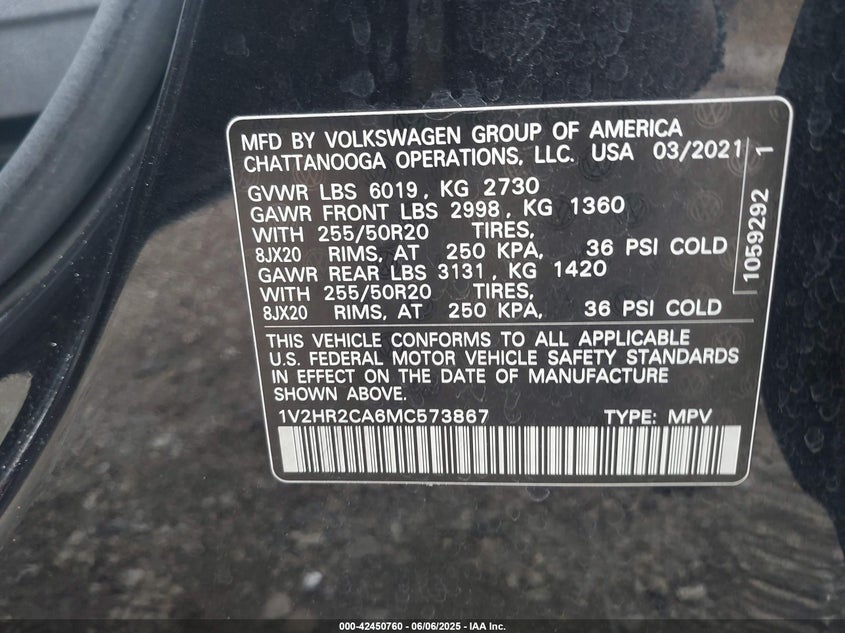 MFD BY VOLKSWAGEN GROUP OF AMERICA
CHATTANOOGA OPERATIONS, LLC. USA 03/2021
GVWR LBS 6019, KG 2730
GAWR FRONT LBS 2998, KG 1360
WITH 255/50R20 TIRES,
8JX20 RIMS, AT 250 KPA, 36 PSI COLD
GAWR REAR LBS 3131, KG 1420
WITH 255/50R20 TIRES,
8JX20 RIMS, AT 250 KPA, 36 PSI COLD
1059292 1
THIS VEHICLE CONFORMS TO ALL APPLICABLE
U.S. FEDERAL MOTOR VEHICLE SAFETY STANDARDS
IN EFFECT ON THE DATE OF MANUFACTURE
SHOWN ABOVE.
1V2HR2CA6MC573867 TYPE: MPV
000-42450760 - 06/06/2025 - IAA Inc.